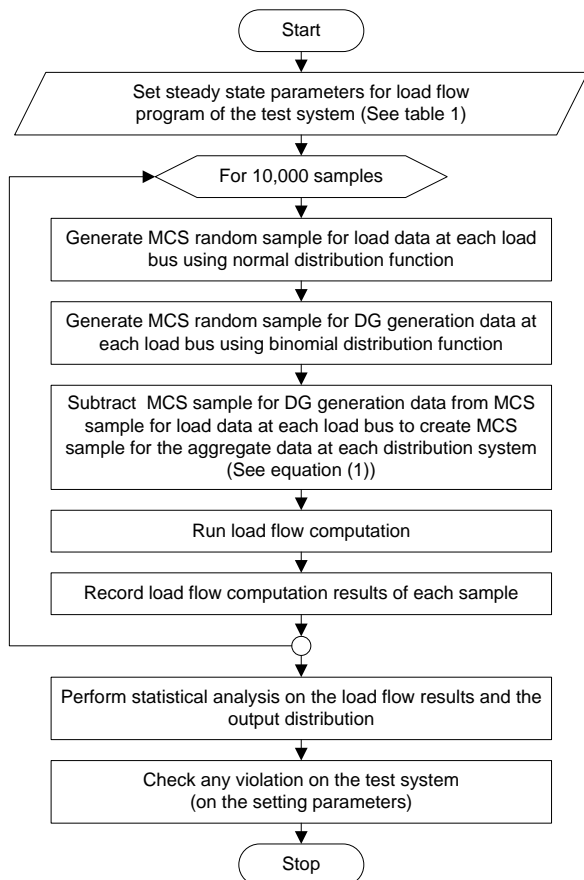 Start
Set steady state parameters for load flow
program of the test system (See table 1)
For 10,000 samples
Generate MCS random sample for load data at each load
bus using normal distribution function
Generate MCS random sample for DG generation data at
each load bus using binomial distribution function
Subtract MCS sample for DG generation data from MCS
sample for load data at each load bus to create MCS
sample for the aggregate data at each distribution system
(See equation (1))
Run load flow computation
Record load flow computation results of each sample
Perform statistical analysis on the load flow results and the
output distribution
Check any violation on the test system
(on the setting parameters)
Stop